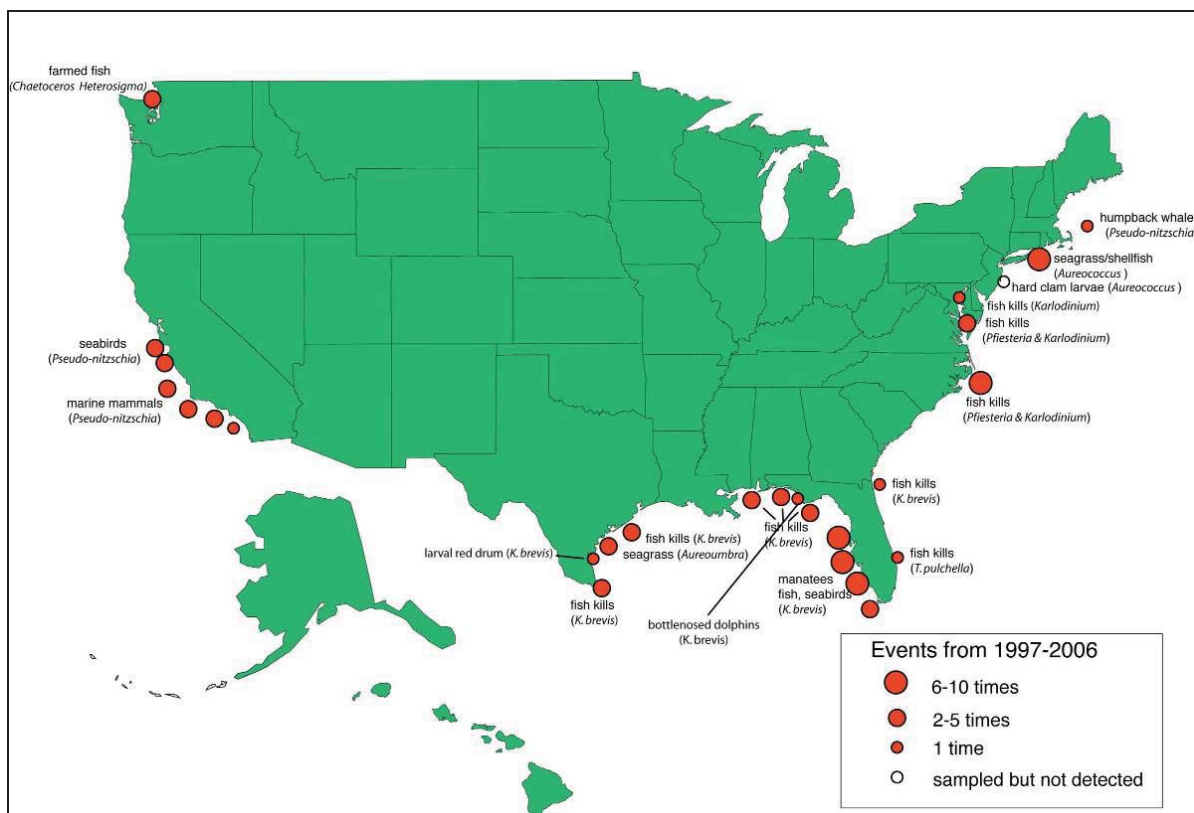 farmed fish
(Chaetoceros Heterosigma)
humpback whale
(Pseudo-nitzschia)
seagrass/shellfish
(Aureococcus )
hard clam larvae (Aureococcus )
fish kills (Karlodinium)
fish kills
(Pfiesteria & Karlodinium)
seabirds
(Pseudo-nitzschia)
marine mammals
(Pseudo-nitzschia)
fish kills
(Pfiesteria & Karlodinium)
fish kills
(K. brevis)
fish kills (K. brevis)
seagrass (Aureoumbra)
larval red drum (K. brevis)
fish kills
(K. brevis)
fish kills
(K. brevis)
fish kills
(T. pulchella)
manatees
fish, seabirds
(K. brevis)
bottlenosed dolphins
(K. brevis)
Events from 1997-2006
6-10 times
2-5 times
1 time
sampled but not detected